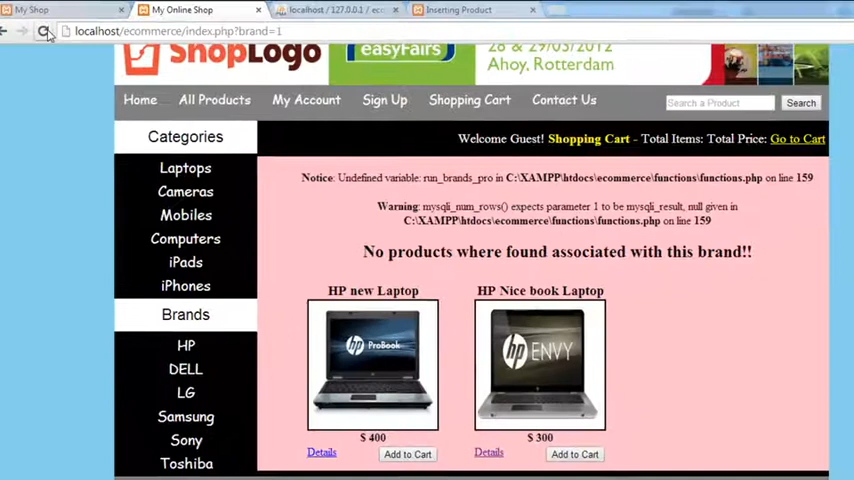 My Shop
My Online Shop
localhost / 127.0.0.1 / ec
Inserting Product
localhost/ecommerce/index.php?brand=1
ShopLogo
easyFairs
28 & 29/03/2012
Ahoy, Rotterdam
Home All Products My Account Sign Up Shopping Cart Contact Us Search a Product Search
Categories
Welcome Guest! Shopping Cart - Total Items: Total Price: Go to Cart
Laptops
Cameras
Mobiles
Computers
iPads
iPhones
Brands
HP
DELL
LG
Samsung
Sony
Toshiba
Notice: Undefined variable: run_brands_pro in C:\XAMPP\htdocs\ecommerce\functions\functions.php on line 159
Warning: mysqli_num_rows() expects parameter 1 to be mysqli_result, null given in
C:\XAMPP\htdocs\ecommerce\functions\functions.php on line 159
No products where found associated with this brand!!
HP new Laptop HP Nice book Laptop
hp ProBook hp ENVY
$ 400 $ 300
Details Add to Cart Details Add to Cart